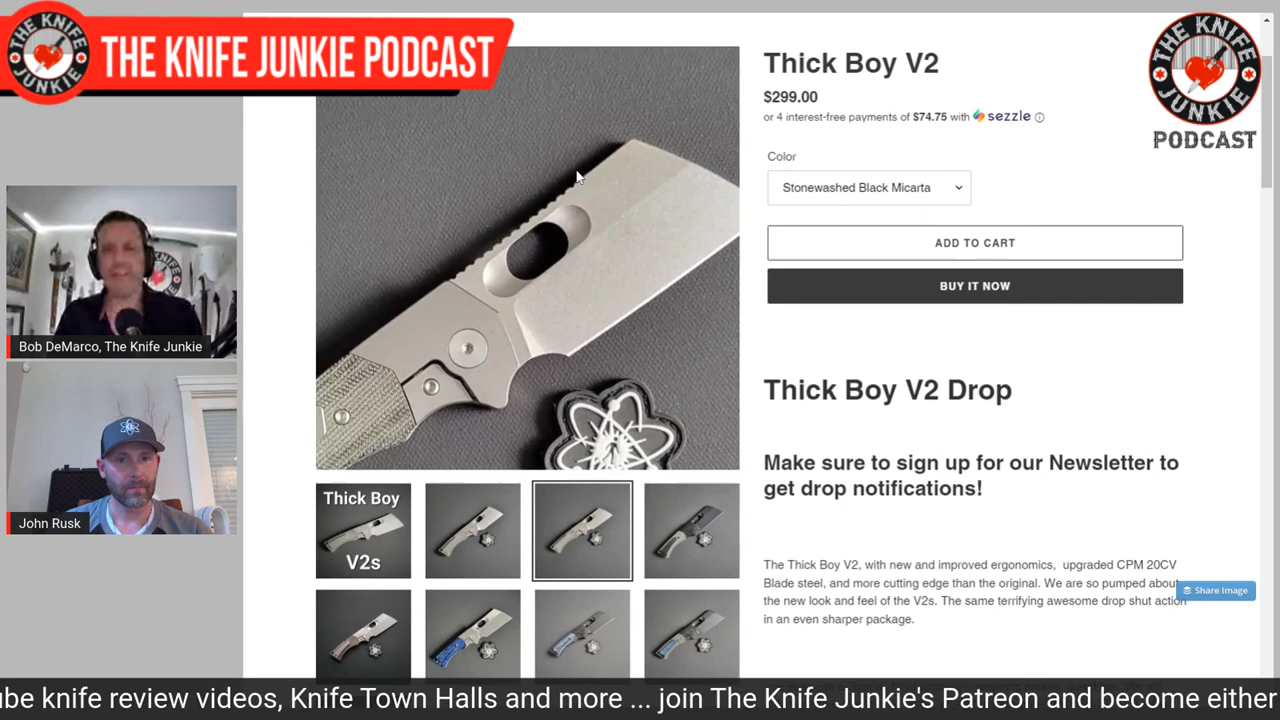 THE KNIFE JUNKIE
THE KNIFE JUNKIE PODCAST
THE KNIFE JUNKIE
PODCAST
Thick Boy V2
$299.00
or 4 interest-free payments of $74.75 with sezzle
Color
Stonewashed Black Micarta
ADD TO CART
BUY IT NOW
Bob DeMarco, The Knife Junkie
John Rusk
Thick Boy V2 Drop
Make sure to sign up for our Newsletter to
get drop notifications!
Thick Boy
V2s
The Thick Boy V2, with new and improved ergonomics, upgraded CPM 20CV
Blade steel, and more cutting edge than the original. We are so pumped about
the new look and feel of the V2s. The same terrifying awesome drop shut action
in an even sharper package.
Share Image
ube knife review videos, Knife Town Halls and more ... join The Knife Junkie's Patreon and become either